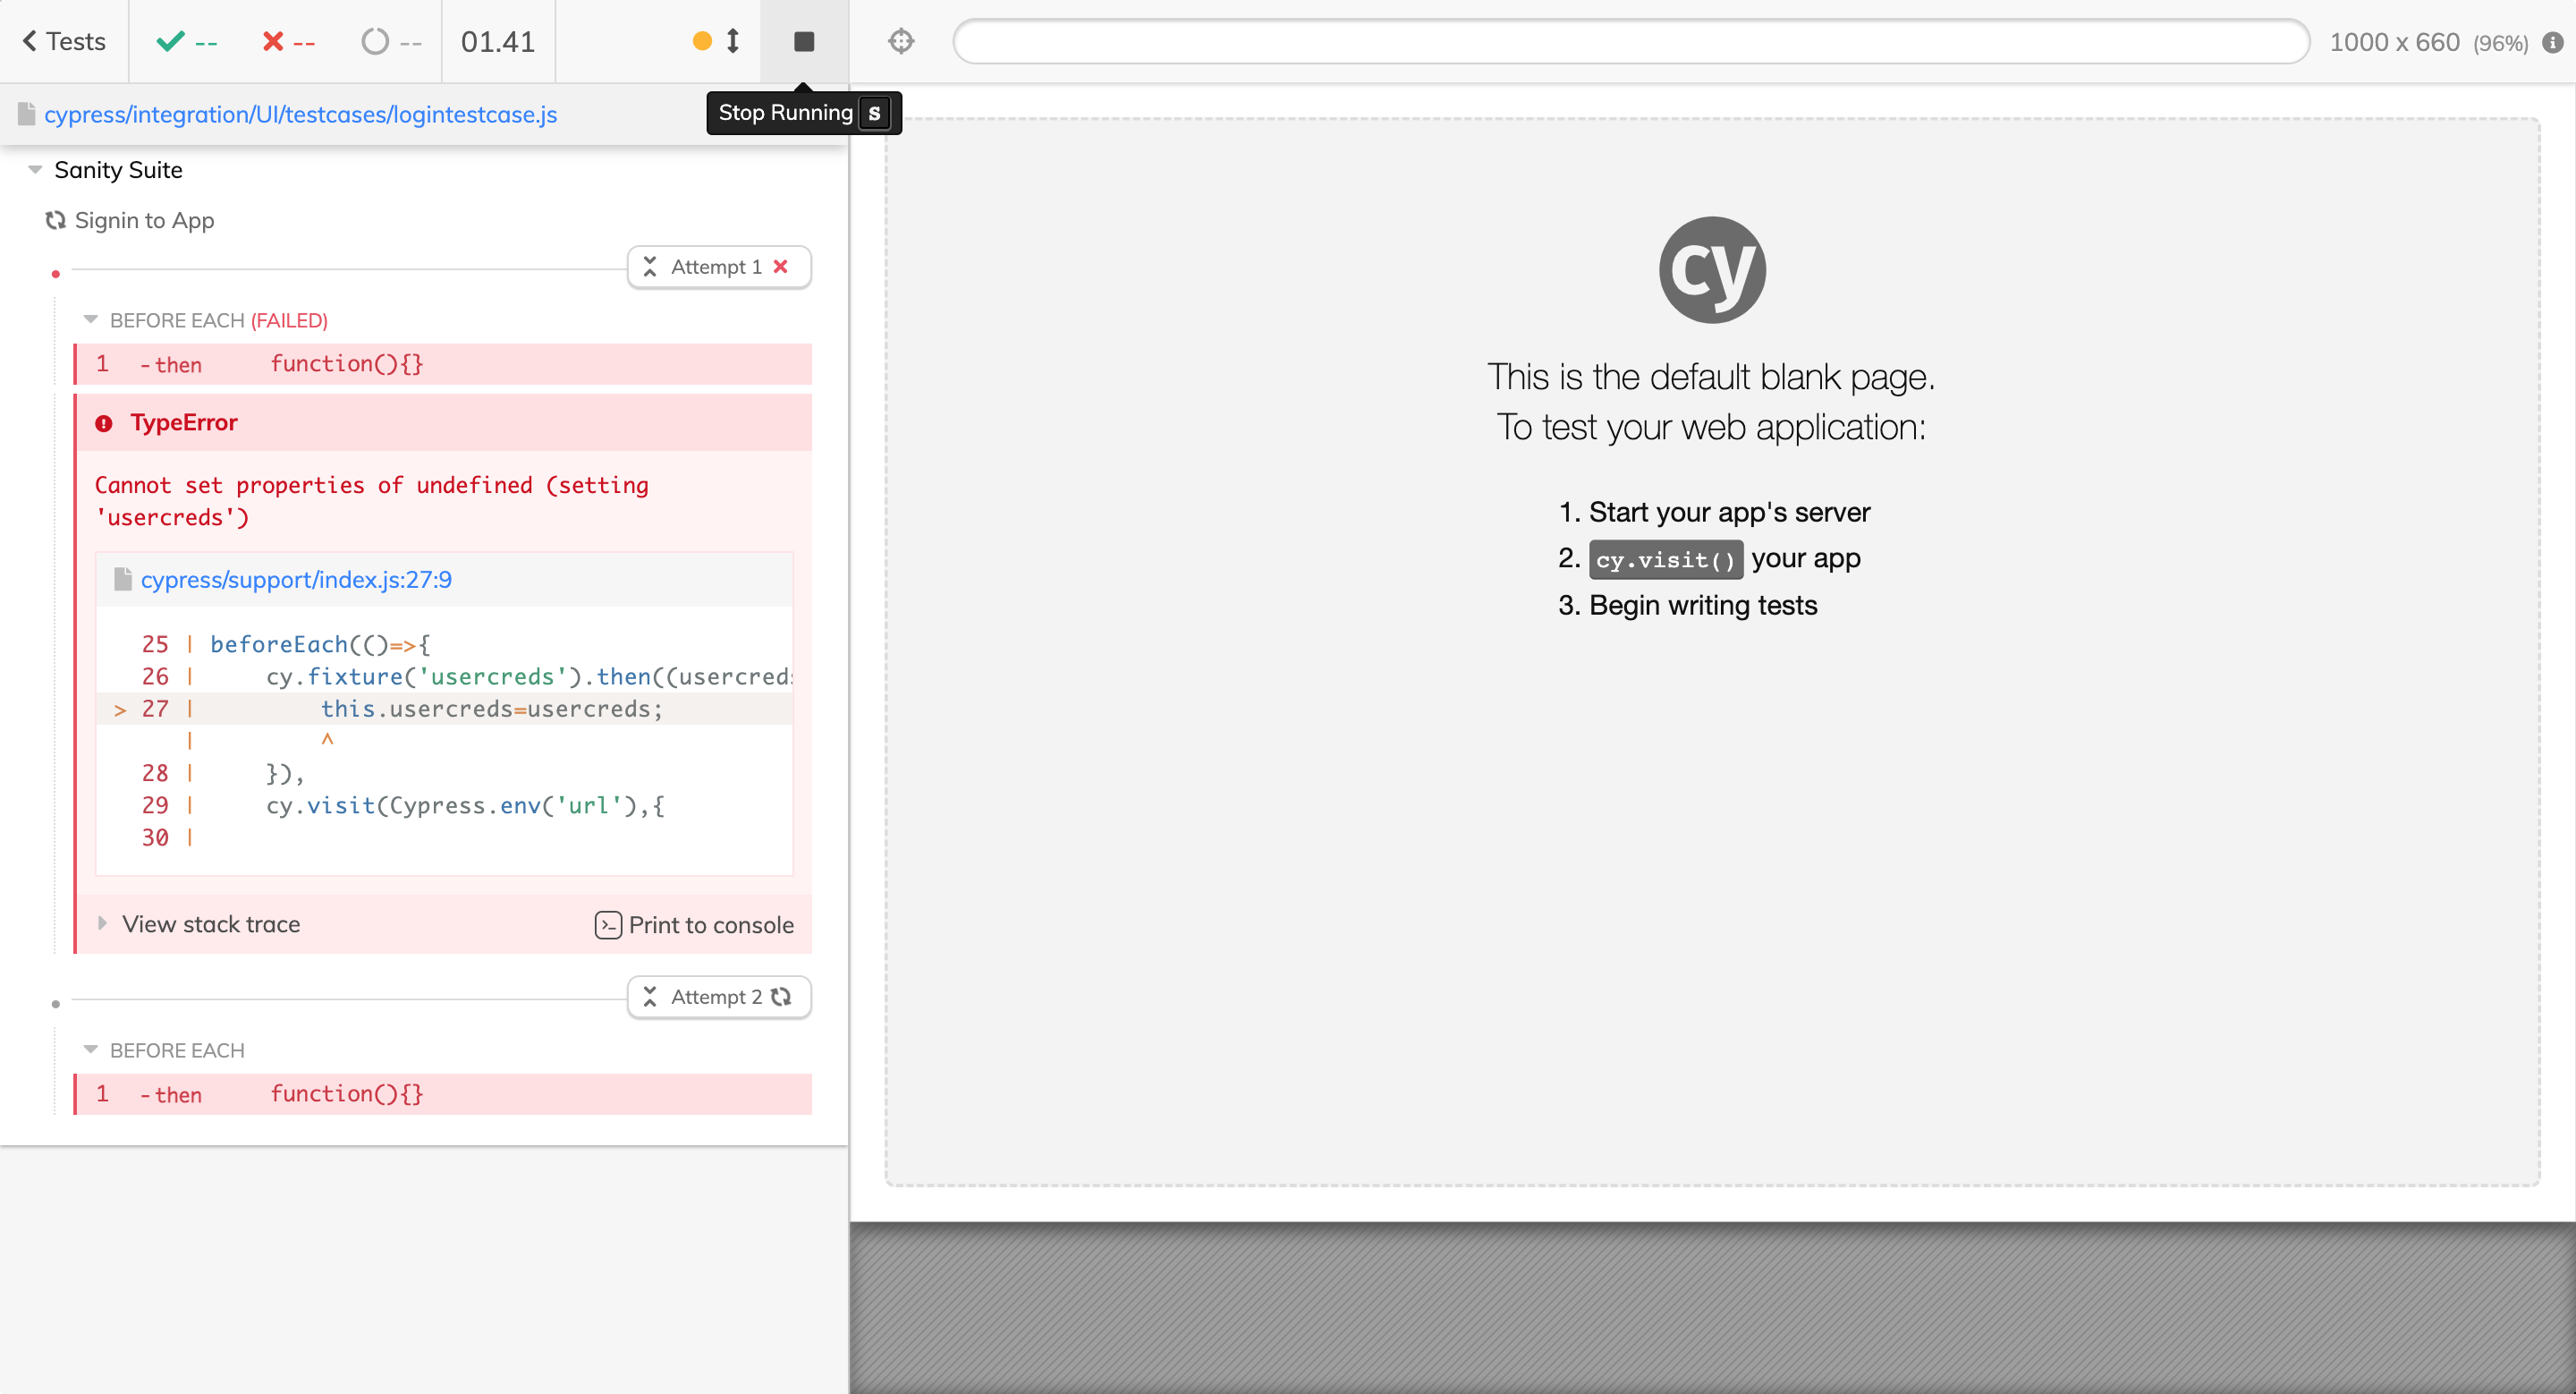 Tests -- -- -- 01.41
cypress/integration/UI/testcases/logintestcase.js
Stop Running S
Sanity Suite
Signin to App
Attempt 1
BEFORE EACH (FAILED)
1 -then function(){}
TypeError
Cannot set properties of undefined (setting
'usercreds')
cypress/support/index.js:27:9
25 | beforeEach(()=>{
26 | cy.fixture('usercreds').then((usercreds
> 27 | this.usercreds=usercreds;
| ^
28 | }),
29 | cy.visit(Cypress.env('url'),{
30 |
View stack trace
Print to console
Attempt 2
BEFORE EACH
1 -then function(){}
1000 x 660 (96%)
cy
This is the default blank page.
To test your web application:
1. Start your app's server
2. cy.visit() your app
3. Begin writing tests